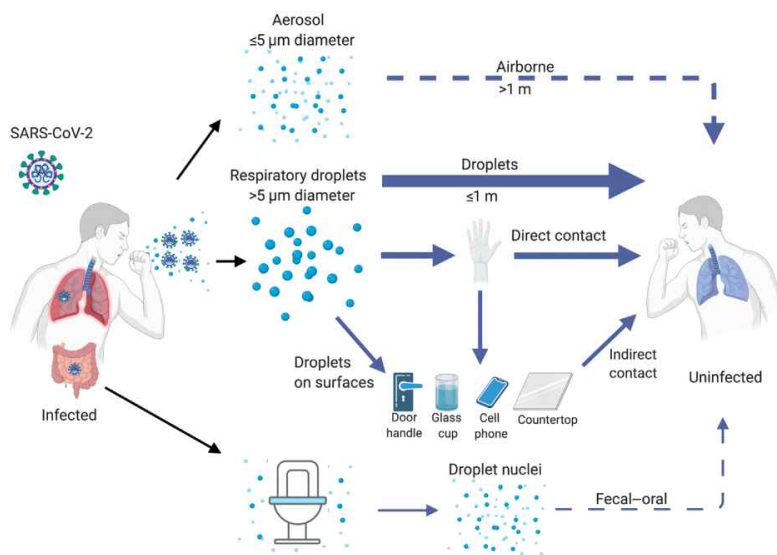 Aerosol
≤5 µm diameter
Airborne
>1 m
SARS-CoV-2
Respiratory droplets
>5 µm diameter
Droplets
≤1 m
Direct contact
Droplets
on surfaces
Indirect
contact
Infected
Uninfected
Door
handle
Glass
cup
Cell
phone
Countertop
Droplet nuclei
Fecal–oral